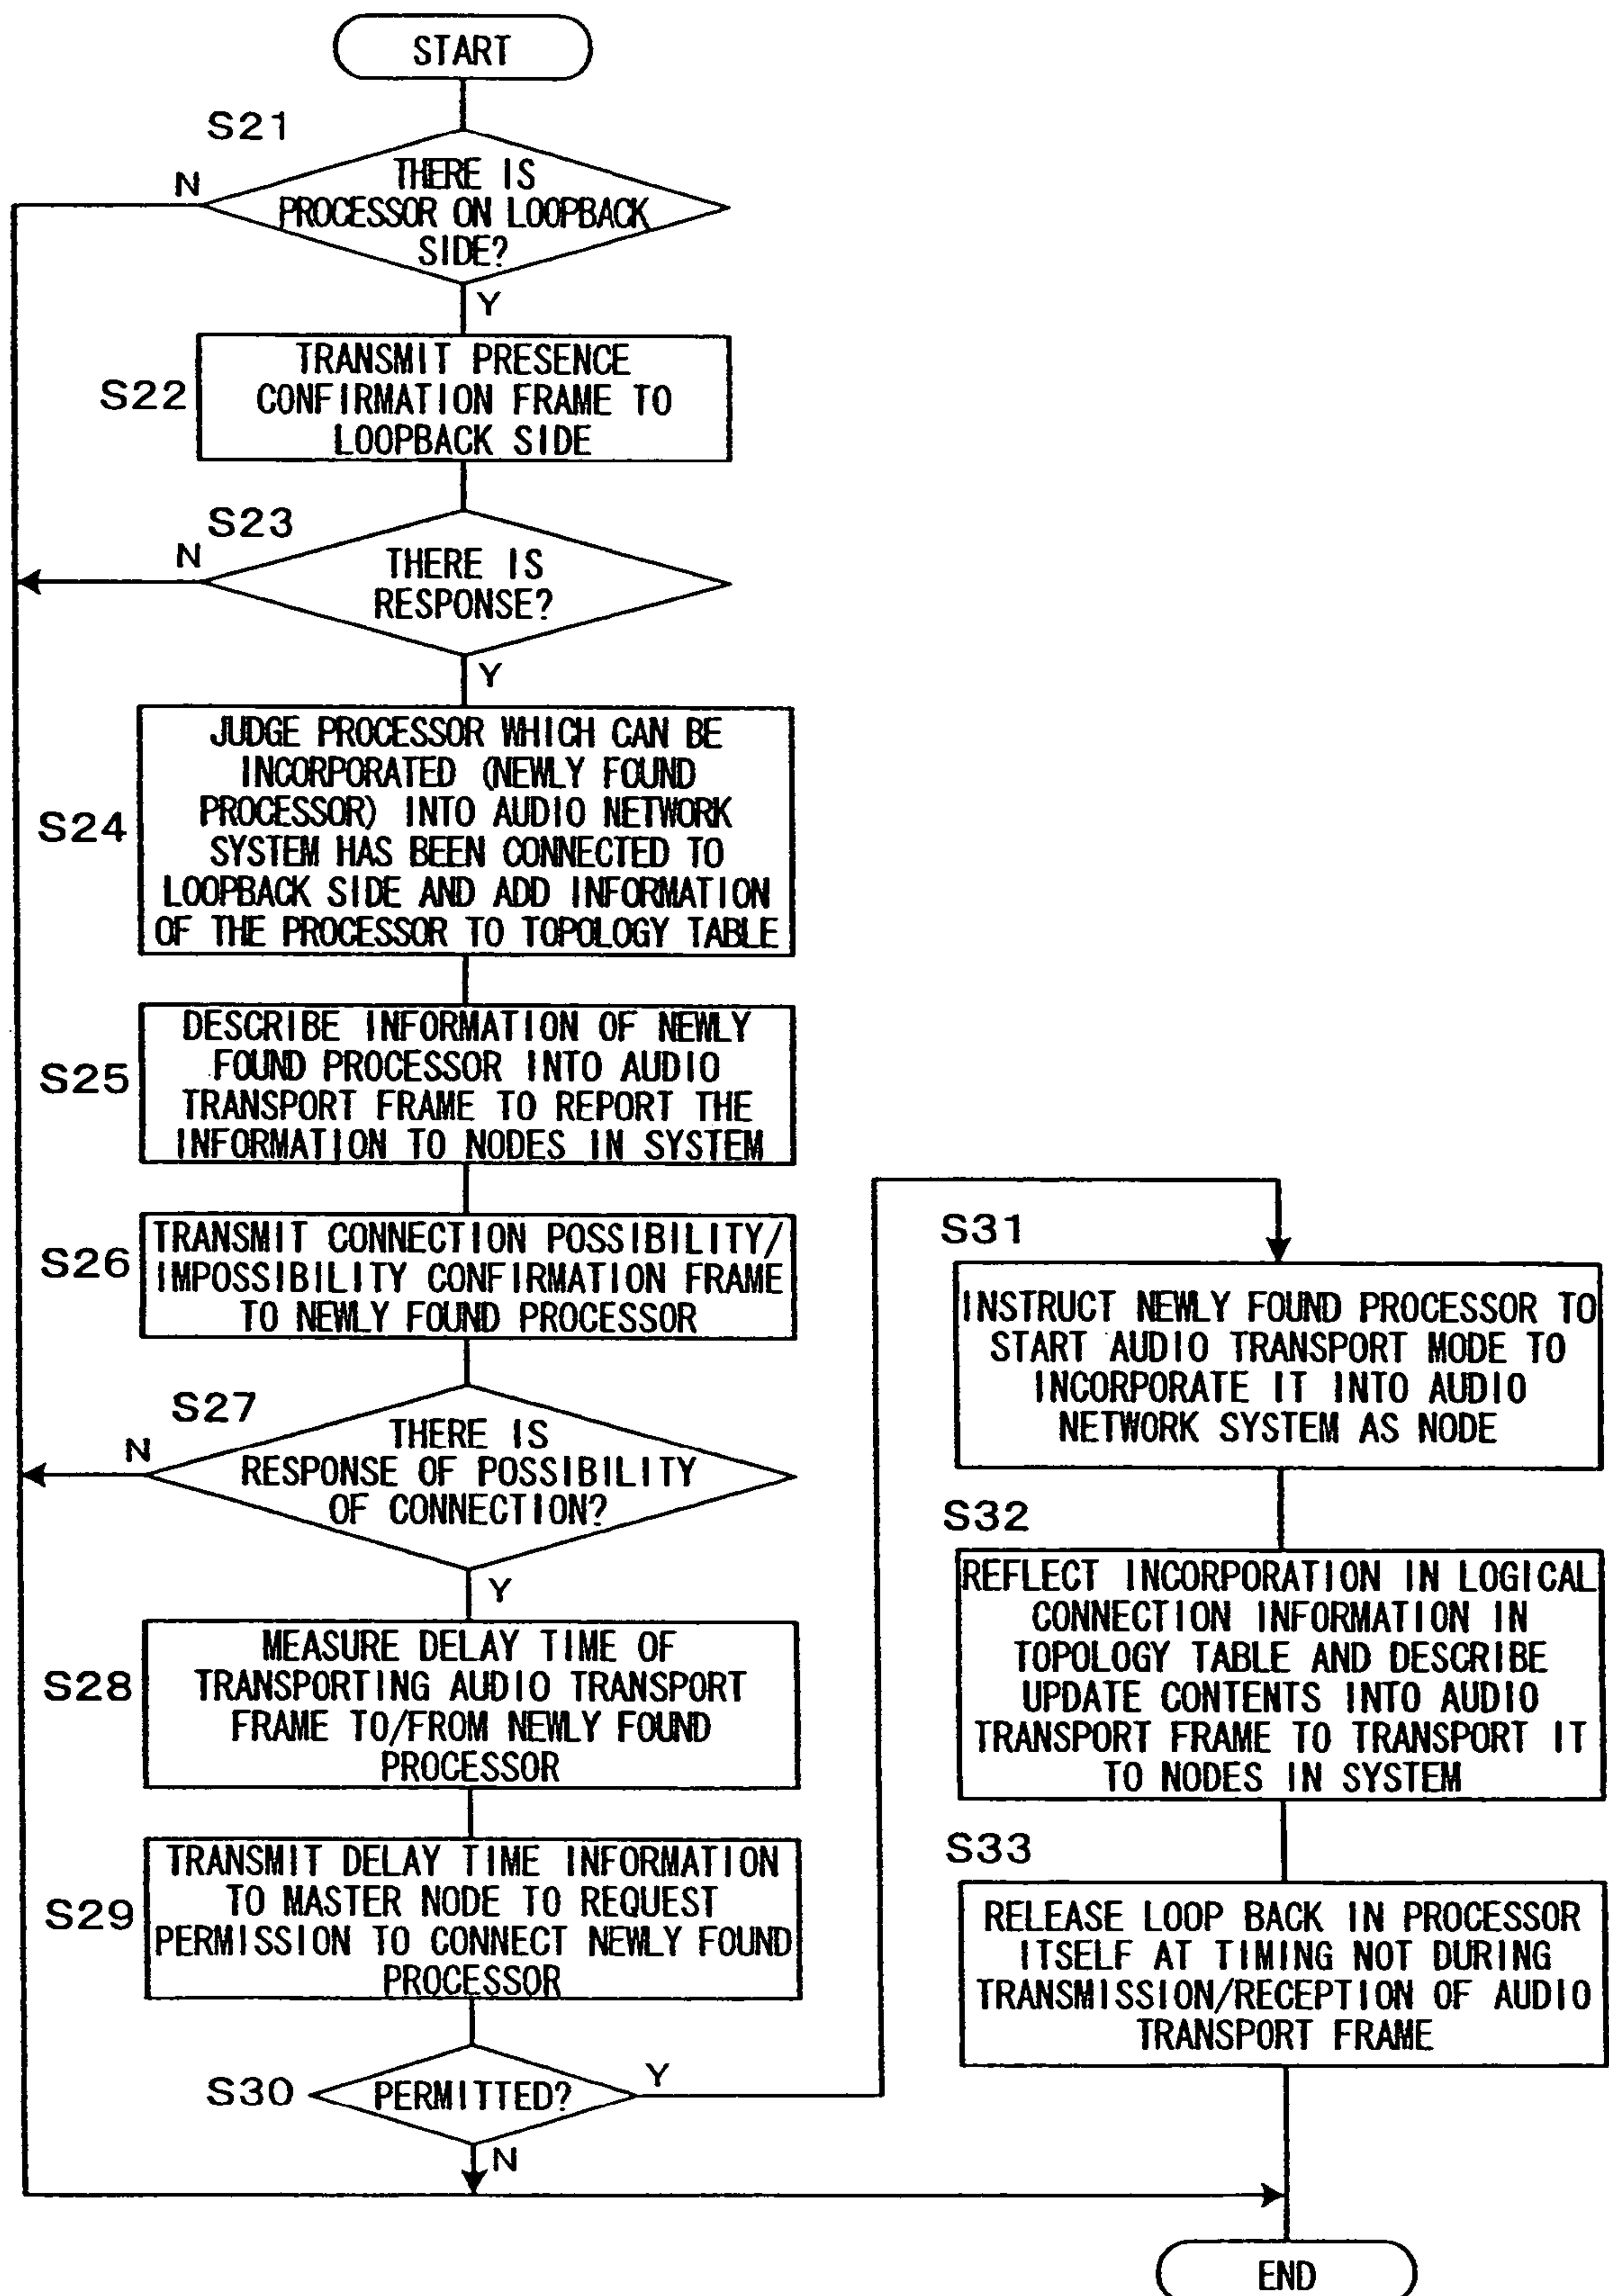 START
S21
THERE IS
PROCESSOR ON LOOPBACK
SIDE?
N
Y
S22
TRANSMIT PRESENCE
CONFIRMATION FRAME TO
LOOPBACK SIDE
S23
THERE IS
RESPONSE?
N
Y
S24
JUDGE PROCESSOR WHICH CAN BE
INCORPORATED (NEWLY FOUND
PROCESSOR) INTO AUDIO NETWORK
SYSTEM HAS BEEN CONNECTED TO
LOOPBACK SIDE AND ADD INFORMATION
OF THE PROCESSOR TO TOPOLOGY TABLE
S25
DESCRIBE INFORMATION OF NEWLY
FOUND PROCESSOR INTO AUDIO
TRANSPORT FRAME TO REPORT THE
INFORMATION TO NODES IN SYSTEM
S26
TRANSMIT CONNECTION POSSIBILITY/
IMPOSSIBILITY CONFIRMATION FRAME
TO NEWLY FOUND PROCESSOR
S27
THERE IS
RESPONSE OF POSSIBILITY
OF CONNECTION?
N
Y
S28
MEASURE DELAY TIME OF
TRANSPORTING AUDIO TRANSPORT
FRAME TO/FROM NEWLY FOUND
PROCESSOR
S29
TRANSMIT DELAY TIME INFORMATION
TO MASTER NODE TO REQUEST
PERMISSION TO CONNECT NEWLY FOUND
PROCESSOR
S30
PERMITTED?
Y
N
S31
INSTRUCT NEWLY FOUND PROCESSOR TO
START AUDIO TRANSPORT MODE TO
INCORPORATE IT INTO AUDIO
NETWORK SYSTEM AS NODE
S32
REFLECT INCORPORATION IN LOGICAL
CONNECTION INFORMATION IN
TOPOLOGY TABLE AND DESCRIBE
UPDATE CONTENTS INTO AUDIO
TRANSPORT FRAME TO TRANSPORT IT
TO NODES IN SYSTEM
S33
RELEASE LOOP BACK IN PROCESSOR
ITSELF AT TIMING NOT DURING
TRANSMISSION/RECEPTION OF AUDIO
TRANSPORT FRAME
END